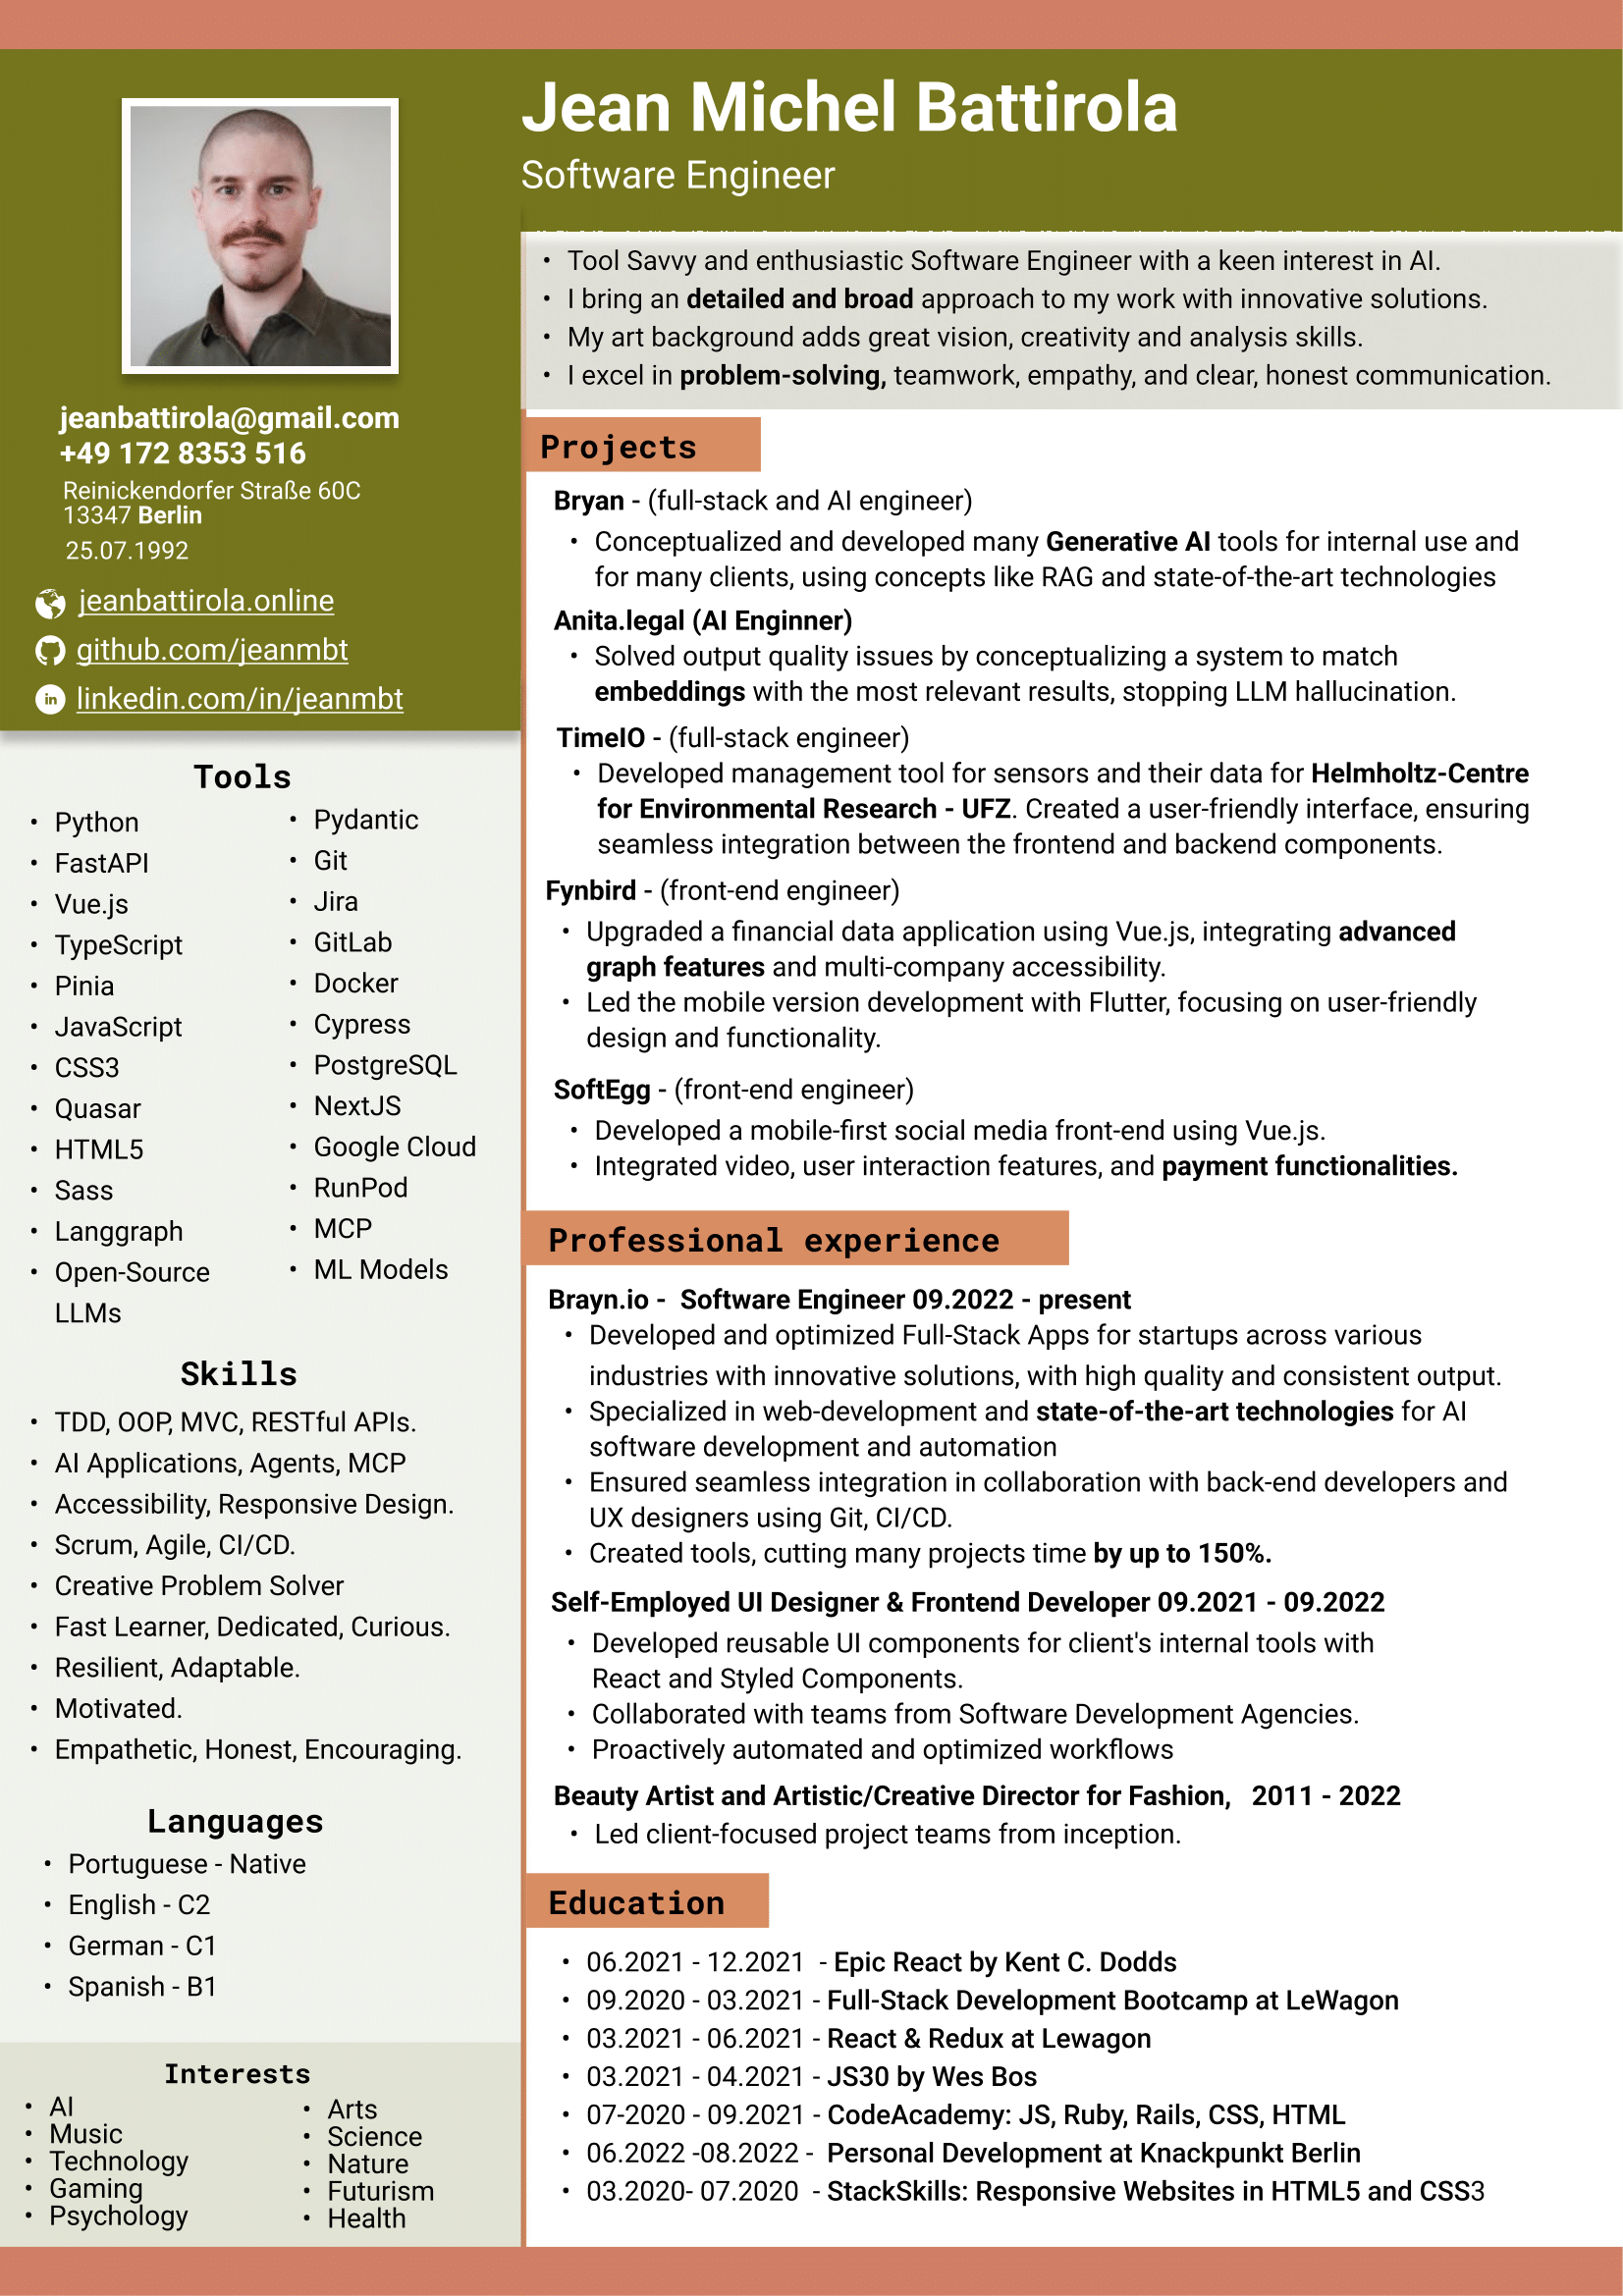 Jean Michel Battirola
Software Engineer
jeanbattirola@gmail.com
+49 172 8353 516
Reinickendorfer Straße 60C
13347 Berlin
25.07.1992
jeanbattirola.online
github.com/jeanmbt
in linkedin.com/in/jeanmbt
Tools
• Python
• FastAPI
• Vue.js
• TypeScript
• Pinia
• JavaScript
• CSS3
• Quasar
• HTML5
• Sass
• Langgraph
• Open-Source
LLMs
• Pydantic
• Git
• Jira
• GitLab
• Docker
• Cypress
• PostgreSQL
• NextJS
• Google Cloud
• RunPod
• MCP
• ML Models
Skills
• TDD, OOP, MVC, RESTful APIs.
• AI Applications, Agents, MCP
• Accessibility, Responsive Design.
• Scrum, Agile, CI/CD.
• Creative Problem Solver
• Fast Learner, Dedicated, Curious.
• Resilient, Adaptable.
• Motivated.
• Empathetic, Honest, Encouraging.
Languages
• Portuguese - Native
• English - C2
• German - C1
• Spanish - B1
Interests
• AI
• Music
• Technology
• Gaming
• Psychology
• Arts
• Science
• Nature
• Futurism
• Health
• Tool Savvy and enthusiastic Software Engineer with a keen interest in AI.
• I bring an detailed and broad approach to my work with innovative solutions.
• My art background adds great vision, creativity and analysis skills.
• I excel in problem-solving, teamwork, empathy, and clear, honest communication.
Projects
Bryan - (full-stack and AI engineer)
• Conceptualized and developed many Generative AI tools for internal use and
for many clients, using concepts like RAG and state-of-the-art technologies
Anita.legal (AI Enginner)
• Solved output quality issues by conceptualizing a system to match
embeddings with the most relevant results, stopping LLM hallucination.
TimeIO - (full-stack engineer)
• Developed management tool for sensors and their data for Helmholtz-Centre
for Environmental Research - UFZ. Created a user-friendly interface, ensuring
seamless integration between the frontend and backend components.
Fynbird - (front-end engineer)
• Upgraded a financial data application using Vue.js, integrating advanced
graph features and multi-company accessibility.
• Led the mobile version development with Flutter, focusing on user-friendly
design and functionality.
SoftEgg - (front-end engineer)
• Developed a mobile-first social media front-end using Vue.js.
• Integrated video, user interaction features, and payment functionalities.
Professional experience
Brayn.io - Software Engineer 09.2022 - present
• Developed and optimized Full-Stack Apps for startups across various
industries with innovative solutions, with high quality and consistent output.
• Specialized in web-development and state-of-the-art technologies for AI
software development and automation
• Ensured seamless integration in collaboration with back-end developers and
UX designers using Git, CI/CD.
• Created tools, cutting many projects time by up to 150%.
Self-Employed UI Designer & Frontend Developer 09.2021 - 09.2022
• Developed reusable UI components for client's internal tools with
React and Styled Components.
• Collaborated with teams from Software Development Agencies.
• Proactively automated and optimized workflows
Beauty Artist and Artistic/Creative Director for Fashion, 2011 - 2022
• Led client-focused project teams from inception.
Education
• 06.2021 - 12.2021 - Epic React by Kent C. Dodds
• 09.2020 - 03.2021 - Full-Stack Development Bootcamp at LeWagon
• 03.2021 - 06.2021 - React & Redux at Lewagon
• 03.2021 - 04.2021 - JS30 by Wes Bos
• 07-2020 - 09.2021 - CodeAcademy: JS, Ruby, Rails, CSS, HTML
• 06.2022 -08.2022 - Personal Development at Knackpunkt Berlin
• 03.2020- 07.2020 - StackSkills: Responsive Websites in HTML5 and CSS3